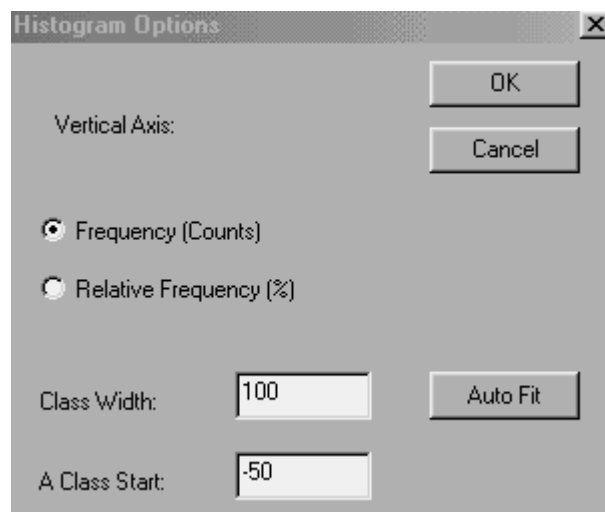 Histogram Options
OK
Vertical Axis:
Cancel
Frequency (Counts)
Relative Frequency (%)
Class Width:
100
Auto Fit
A Class Start:
-50